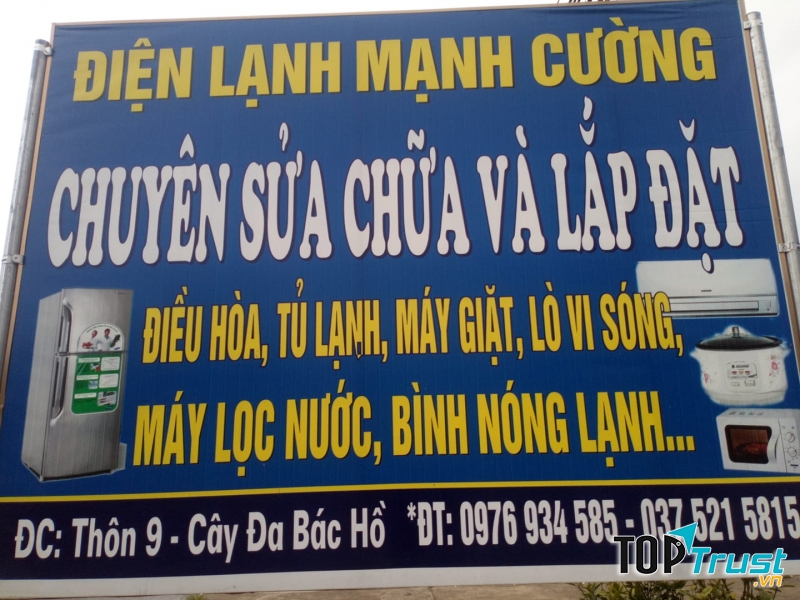 ĐIỆN LẠNH MẠNH CƯỜNG
CHUYÊN SỬA CHỮA VÀ LẮP ĐẶT
ĐIỀU HÒA, TỦ LẠNH, MÁY GIẶT, LÒ VI SÓNG,
MÁY LỌC NƯỚC, BÌNH NÓNG LẠNH...
ĐC: Thôn 9 - Cây Đa Bác Hồ *ĐT: 0976 934 585 - 037 521 5815
TOPTrust.vn